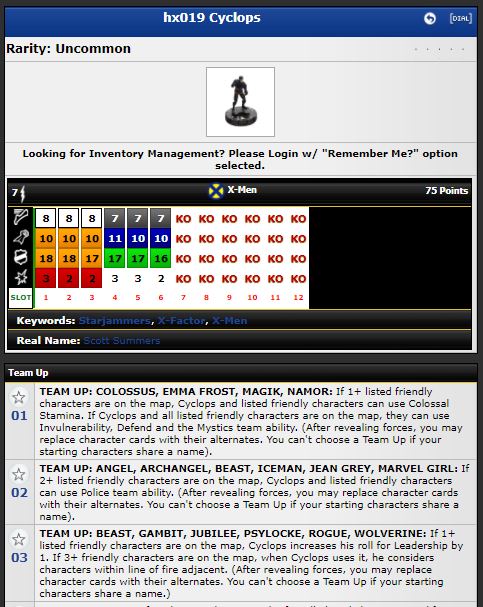 hx019 Cyclops
[DIAL]
Rarity: Uncommon
. . . . .
Looking for Inventory Management? Please Login w/ "Remember Me?" option
selected.
7 X-Men 75 Points
8 8 8 7 7 7 KO KO KO KO KO KO
10 10 10 11 10 10 KO KO KO KO KO KO
18 18 17 17 17 16 KO KO KO KO KO KO
3 2 2 3 3 2 KO KO KO KO KO KO
SLOT 1 2 3 4 5 6 7 8 9 10 11 12
Keywords: Starjammers, X-Factor, X-Men
Real Name: Scott Summers
Team Up
01
TEAM UP: COLOSSUS, EMMA FROST, MAGIK, NAMOR: If 1+ listed friendly
characters are on the map, Cyclops and listed friendly characters can use Colossal
Stamina. If Cyclops and all listed friendly characters are on the map, they can use
Invulnerability, Defend and the Mystics team ability. (After revealing forces, you may
replace character cards with their alternates. You can't choose a Team Up if your
starting characters share a name).
02
TEAM UP: ANGEL, ARCHANGEL, BEAST, ICEMAN, JEAN GREY, MARVEL GIRL: If
2+ listed friendly characters are on the map, Cyclops and listed friendly characters
can use Police team ability. (After revealing forces, you may replace character cards
with their alternates. You can't choose a Team Up if your starting characters share a
name).
03
TEAM UP: BEAST, GAMBIT, JUBILEE, PSYLOCKE, ROGUE, WOLVERINE: If 1+
listed friendly characters are on the map, Cyclops increases his roll for Leadership by
1. If 3+ friendly characters are on the map, when Cyclops uses it, he considers
characters within line of fire adjacent. (After revealing forces, you may replace
character cards with their alternates. You can't choose a Team Up if your starting
characters share a name.)